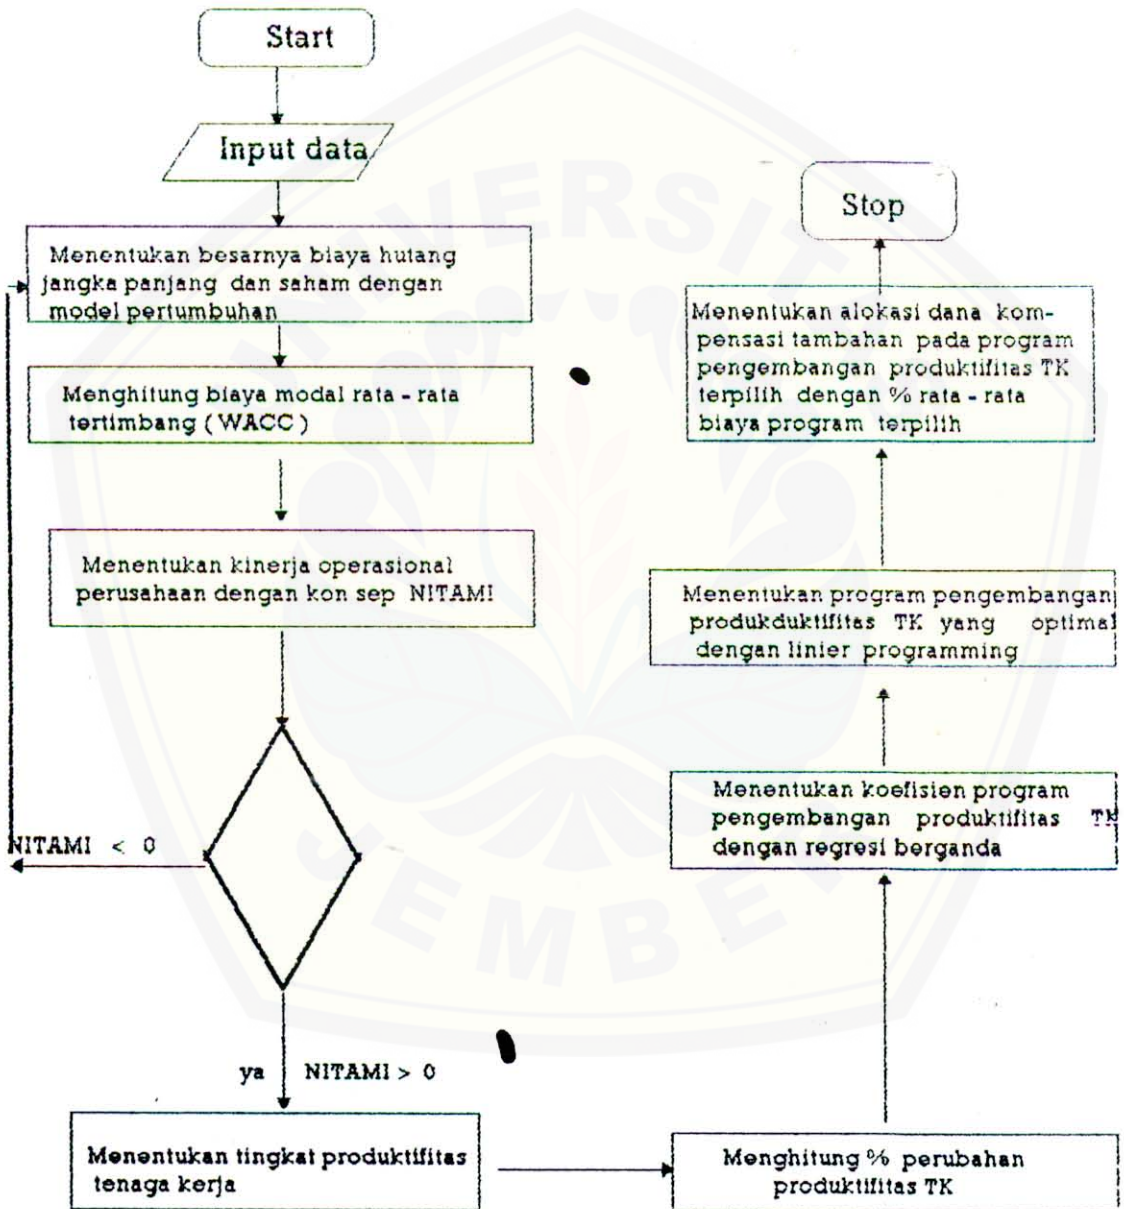 Start
Input data
Menentukan besarnya biaya hutang
jangka panjang dan saham dengan
model pertumbuhan
Menghitung biaya modal rata - rata
tertimbang ( WACC )
Menentukan kinerja operasional
perusahaan dengan kon sep NITAMI
NITAMI < 0
ya NITAMI > 0
Menentukan tingkat produktifitas
tenaga kerja
Menghitung % perubahan
produktifitas TK
Menentukan koefisien program
pengembangan produktifitas TK
dengan regresi berganda
Menentukan program pengembangan
produkduktifitas TK yang optimal
dengan linier programming
Menentukan alokasi dana kom-
pensasi tambahan pada program
pengembangan produktifitas TK
terpilih dengan % rata - rata
biaya program terpilih
Stop
UNIVERSITAS
JEMBER